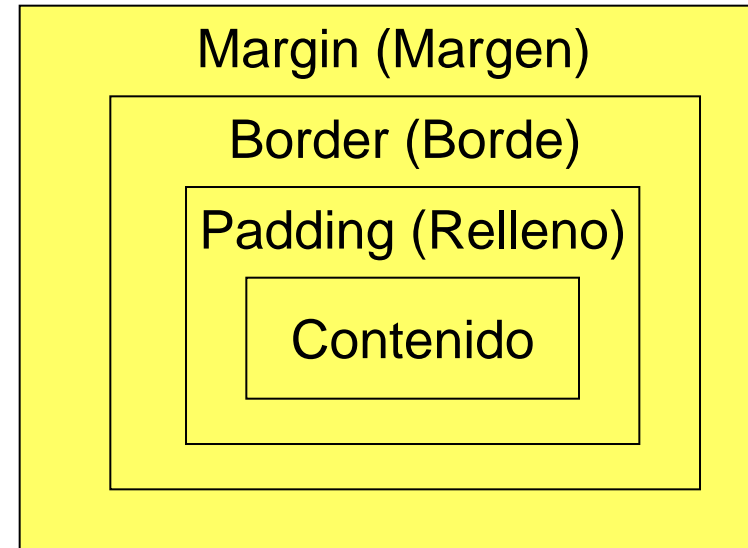 Margin (Margen)
Border (Borde)
Padding (Relleno)
Contenido